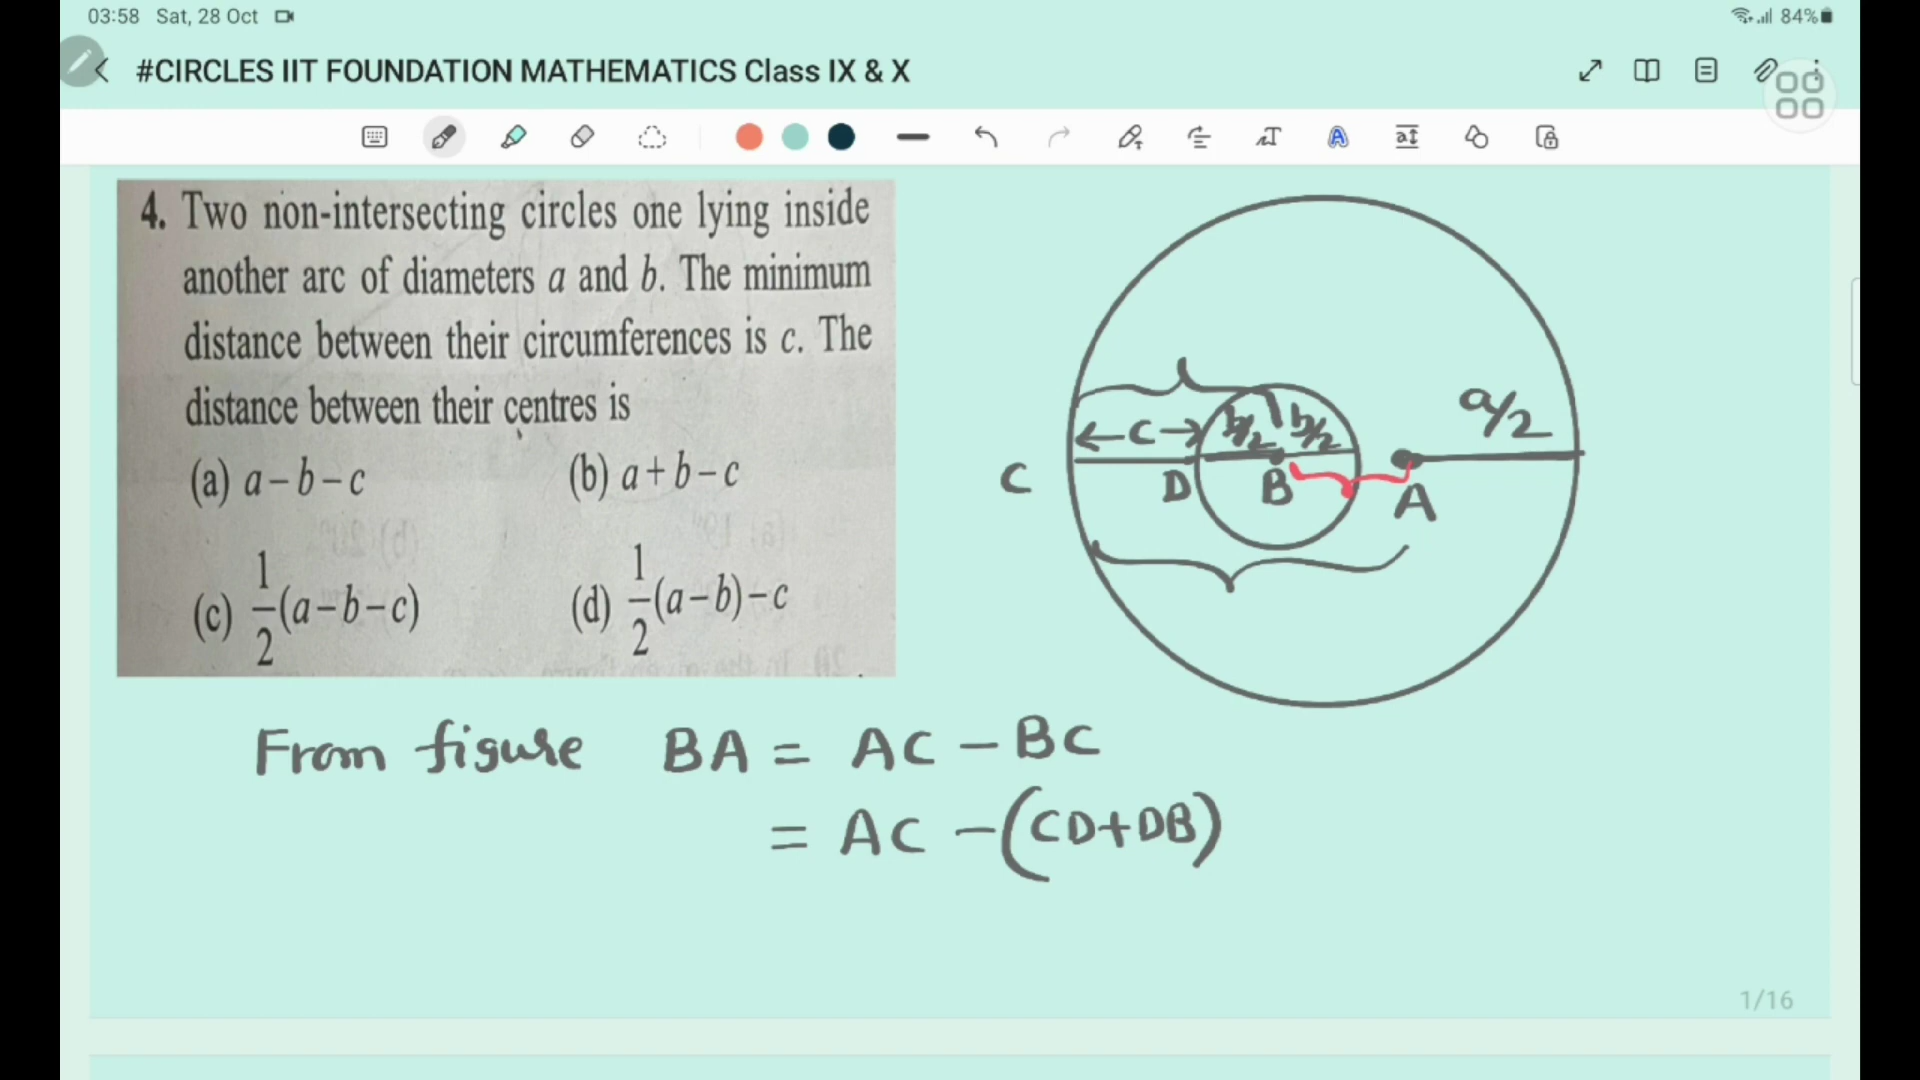 03:58 Sat, 28 Oct
84%
#CIRCLES IIT FOUNDATION MATHEMATICS Class IX & X
4. Two non-intersecting circles one lying inside
another arc of diameters a and b. The minimum
distance between their circumferences is c. The
distance between their centres is
(a) a – b – c (b) a + b – c
(c) 1/2 (a – b – c) (d) 1/2 (a – b) – c
a/2
C b/2 b/2
C D B A
From figure BA = AC – BC
= AC – (CD+DB)
1/16